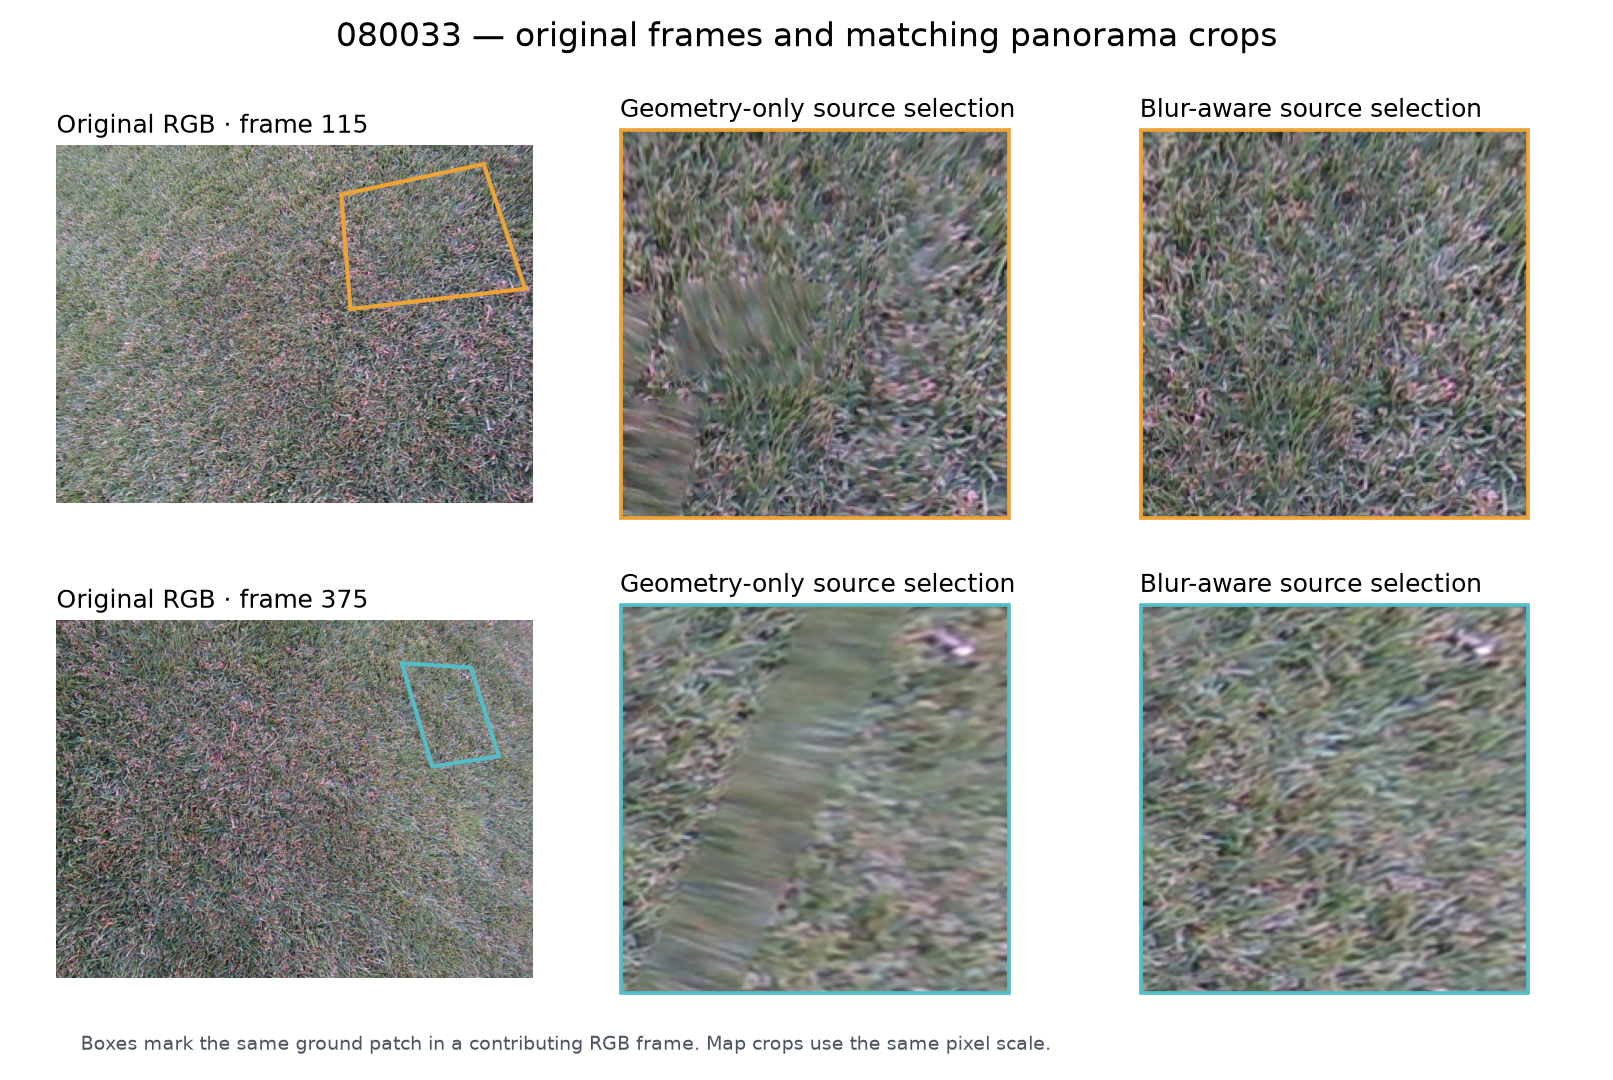 080033 — original frames and matching panorama crops
Original RGB · frame 115
Geometry-only source selection
Blur-aware source selection
Original RGB · frame 375
Geometry-only source selection
Blur-aware source selection
Boxes mark the same ground patch in a contributing RGB frame. Map crops use the same pixel scale.